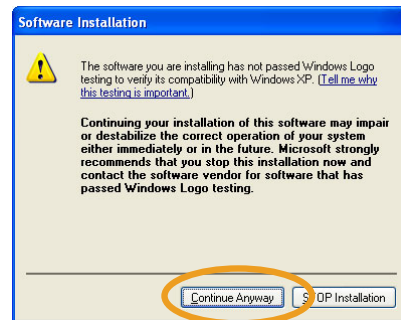 Software Installation
The software you are installing has not passed Windows Logo
testing to verify its compatibility with Windows XP. (Tell me why
this testing is important.)
Continuing your installation of this software may impair
or destabilize the correct operation of your system
either immediately or in the future. Microsoft strongly
recommends that you stop this installation now and
contact the software vendor for software that has
passed Windows Logo testing.
Continue Anyway STOP Installation